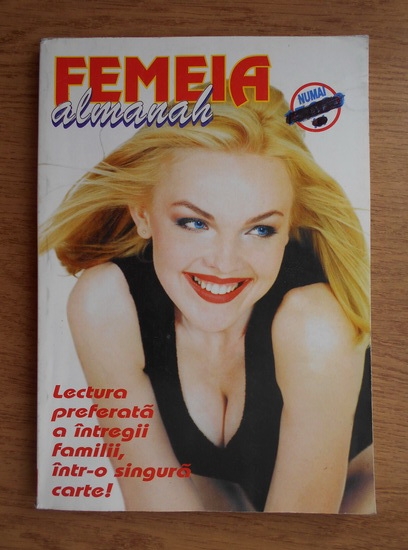 FEMEIA
almanah
NUMAI
Lectura
preferată
a întregii
familii,
într-o singură
carte!